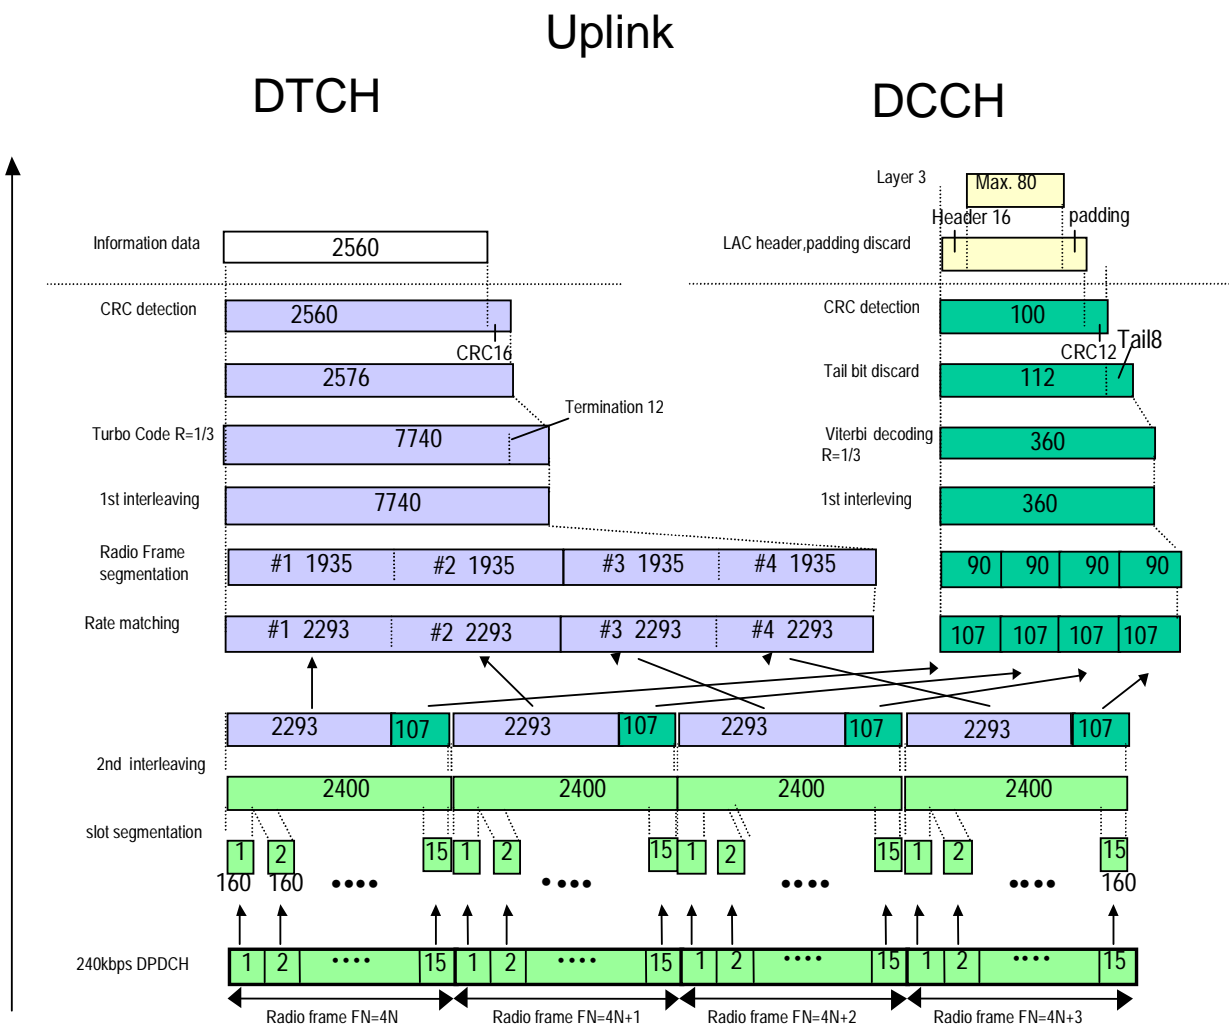 Uplink
DTCH
DCCH
Layer 3
Max. 80
Header 16
padding
Information data
2560
LAC header,padding discard
CRC detection
2560
CRC detection
100
CRC16
CRC12
Tail8
2576
Tail bit discard
112
Termination 12
Turbo Code R=1/3
7740
Viterbi decoding
R=1/3
360
1st interleaving
7740
1st interleving
360
Radio Frame
segmentation
#1 1935
#2 1935
#3 1935
#4 1935
90
90
90
90
Rate matching
#1 2293
#2 2293
#3 2293
#4 2293
107
107
107
107
2293
107
2293
107
2293
107
2293
107
2nd interleaving
2400
2400
2400
2400
slot segmentation
1
2
15
1
2
15
1
2
15
1
2
15
160
160
••••
••••
••••
••••
160
240kbps DPDCH
1
2
••••
15
1
2
••••
15
1
2
••••
15
1
2
••••
15
Radio frame FN=4N
Radio frame FN=4N+1
Radio frame FN=4N+2
Radio frame FN=4N+3